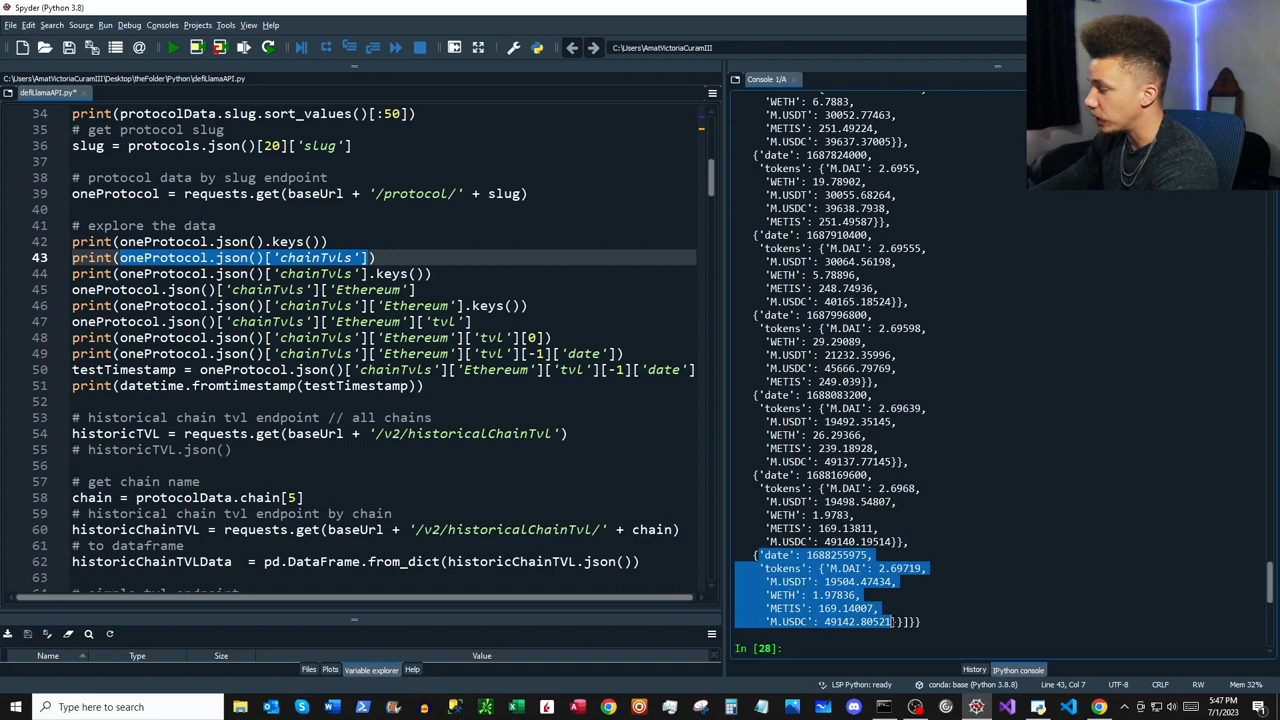 Spyder (Python 3.8)
File Edit Search Source Run Debug Consoles Projects Tools View Help
C:\Users\AmatVictoriaCuramIII
C:\Users\AmatVictoriaCuramIII\Desktop\theFolder\Python\defiLlamaAPI.py
defiLlamaAPI.py*
Console 1/A
34 print(protocolData.slug.sort_values()[:50])
35 # get protocol slug
36 slug = protocols.json()[20]['slug']
37
38 # protocol data by slug endpoint
39 oneProtocol = requests.get(baseUrl + '/protocol/' + slug)
40
41 # explore the data
42 print(oneProtocol.json().keys())
43 print(oneProtocol.json()['chainTvls'])
44 print(oneProtocol.json()['chainTvls'].keys())
45 oneProtocol.json()['chainTvls']['Ethereum']
46 print(oneProtocol.json()['chainTvls']['Ethereum'].keys())
47 oneProtocol.json()['chainTvls']['Ethereum']['tvl']
48 print(oneProtocol.json()['chainTvls']['Ethereum']['tvl'][0])
49 print(oneProtocol.json()['chainTvls']['Ethereum']['tvl'][-1]['date'])
50 testTimestamp = oneProtocol.json()['chainTvls']['Ethereum']['tvl'][-1]['date']
51 print(datetime.fromtimestamp(testTimestamp))
52
53 # historical chain tvl endpoint // all chains
54 historicTVL = requests.get(baseUrl + '/v2/historicalChainTvl')
55 # historicTVL.json()
56
57 # get chain name
58 chain = protocolData.chain[5]
59 # historical chain tvl endpoint by chain
60 historicChainTVL = requests.get(baseUrl + '/v2/historicalChainTvl/' + chain)
61 # to dataframe
62 historicChainTVLData = pd.DataFrame.from_dict(historicChainTVL.json())
63
'WETH': 6.7883,
'M.USDT': 30052.77463,
'METIS': 251.49224,
'M.USDC': 39637.37005}},
{'date': 1687824000,
'tokens': {'M.DAI': 2.6955,
'WETH': 19.78902,
'M.USDT': 30055.68264,
'M.USDC': 39638.7938,
'METIS': 251.49587}},
{'date': 1687910400,
'tokens': {'M.DAI': 2.69555,
'M.USDT': 30064.56198,
'WETH': 5.78896,
'METIS': 248.74936,
'M.USDC': 40165.18524}},
{'date': 1687996800,
'tokens': {'M.DAI': 2.69598,
'WETH': 29.29089,
'M.USDT': 21232.35996,
'M.USDC': 45666.79769,
'METIS': 249.039}},
{'date': 1688083200,
'tokens': {'M.DAI': 2.69639,
'M.USDT': 19492.35145,
'WETH': 26.29366,
'METIS': 239.18928,
'M.USDC': 49137.77145}},
{'date': 1688169600,
'tokens': {'M.DAI': 2.6968,
'M.USDT': 19498.54807,
'WETH': 1.9783,
'METIS': 169.13811,
'M.USDC': 49140.19514}},
{'date': 1688255975,
'tokens': {'M.DAI': 2.69719,
'M.USDT': 19504.47434,
'WETH': 1.97836,
'METIS': 169.14007,
'M.USDC': 49142.80521}}]}}
In [28]:
Name Type Size Value
Files Plots Variable explorer Help
History IPython console
LSP Python: ready conda: base (Python 3.8.8) Line 43, Col 7 UTF-8 CRLF RW Mem 32%
Type here to search
5:47 PM
7/1/2023